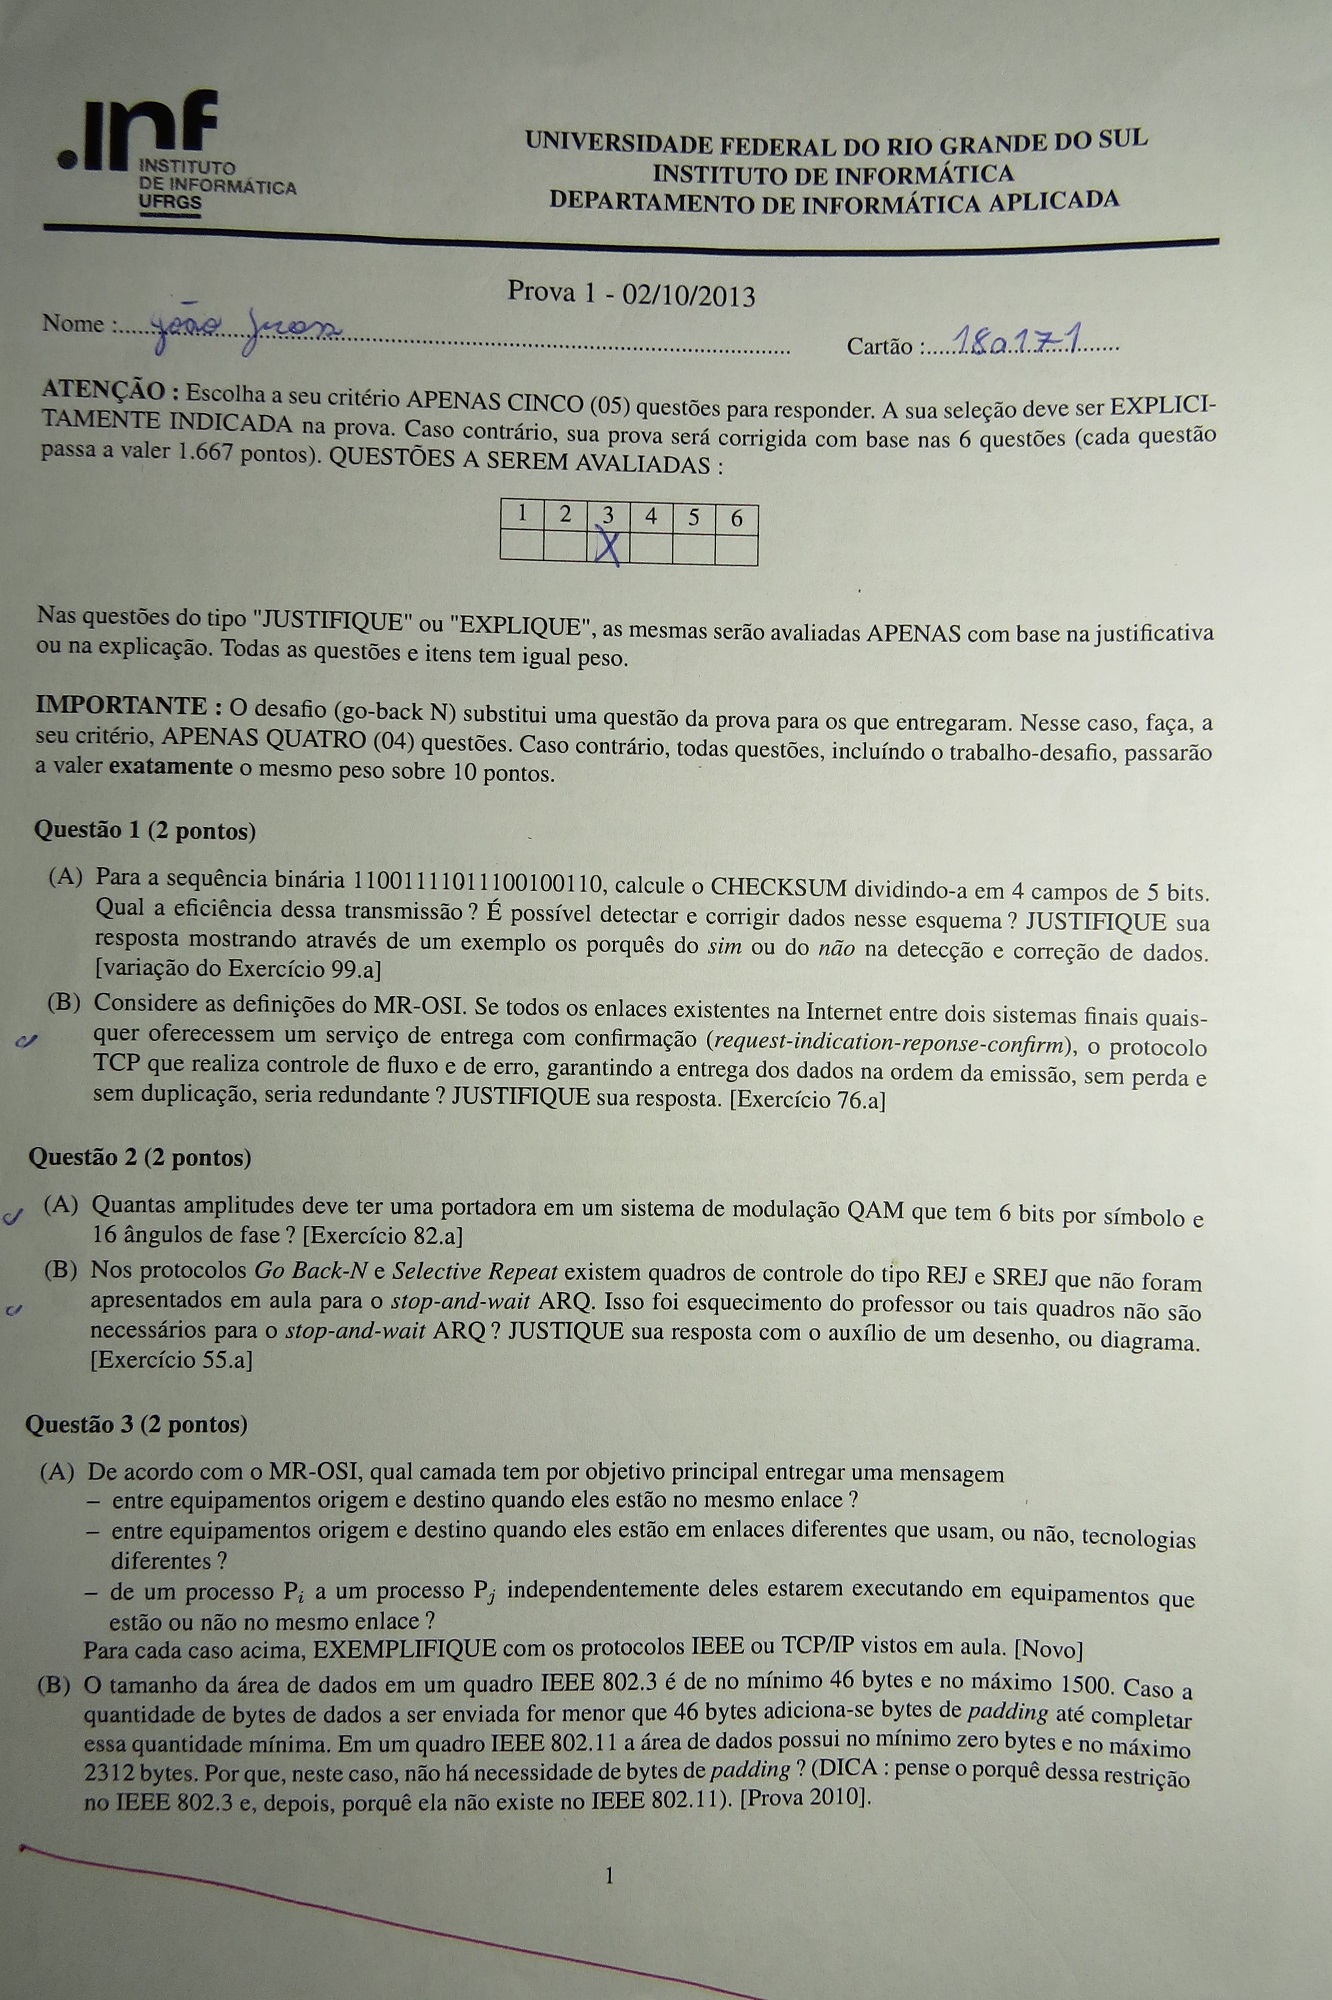 .ınf
INSTITUTO
DE INFORMÁTICA
UFRGS
UNIVERSIDADE FEDERAL DO RIO GRANDE DO SUL
INSTITUTO DE INFORMÁTICA
DEPARTAMENTO DE INFORMÁTICA APLICADA
Prova 1 - 02/10/2013
Nome : João
Cartão : 180171
ATENÇÃO : Escolha a seu critério APENAS CINCO (05) questões para responder. A sua seleção deve ser EXPLICI-
TAMENTE INDICADA na prova. Caso contrário, sua prova será corrigida com base nas 6 questões (cada questão
passa a valer 1.667 pontos). QUESTÕES A SEREM AVALIADAS :
1 2 3 4 5 6
X
Nas questões do tipo "JUSTIFIQUE" ou "EXPLIQUE", as mesmas serão avaliadas APENAS com base na justificativa
ou na explicação. Todas as questões e itens tem igual peso.
IMPORTANTE : O desafio (go-back N) substitui uma questão da prova para os que entregaram. Nesse caso, faça, a
seu critério, APENAS QUATRO (04) questões. Caso contrário, todas questões, incluíndo o trabalho-desafio, passarão
a valer exatamente o mesmo peso sobre 10 pontos.
Questão 1 (2 pontos)
(A) Para a sequência binária 11001111011100100110, calcule o CHECKSUM dividindo-a em 4 campos de 5 bits.
Qual a eficiência dessa transmissão ? É possível detectar e corrigir dados nesse esquema ? JUSTIFIQUE sua
resposta mostrando através de um exemplo os porquês do sim ou do não na detecção e correção de dados.
[variação do Exercício 99.a]
(B) Considere as definições do MR-OSI. Se todos os enlaces existentes na Internet entre dois sistemas finais quais-
quer oferecessem um serviço de entrega com confirmação (request-indication-reponse-confirm), o protocolo
TCP que realiza controle de fluxo e de erro, garantindo a entrega dos dados na ordem da emissão, sem perda e
sem duplicação, seria redundante ? JUSTIFIQUE sua resposta. [Exercício 76.a]
Questão 2 (2 pontos)
(A) Quantas amplitudes deve ter uma portadora em um sistema de modulação QAM que tem 6 bits por símbolo e
16 ângulos de fase ? [Exercício 82.a]
(B) Nos protocolos Go Back-N e Selective Repeat existem quadros de controle do tipo REJ e SREJ que não foram
apresentados em aula para o stop-and-wait ARQ. Isso foi esquecimento do professor ou tais quadros não são
necessários para o stop-and-wait ARQ ? JUSTIQUE sua resposta com o auxílio de um desenho, ou diagrama.
[Exercício 55.a]
Questão 3 (2 pontos)
(A) De acordo com o MR-OSI, qual camada tem por objetivo principal entregar uma mensagem
– entre equipamentos origem e destino quando eles estão no mesmo enlace ?
– entre equipamentos origem e destino quando eles estão em enlaces diferentes que usam, ou não, tecnologias
diferentes ?
– de um processo Pi a um processo Pj independentemente deles estarem executando em equipamentos que
estão ou não no mesmo enlace ?
Para cada caso acima, EXEMPLIFIQUE com os protocolos IEEE ou TCP/IP vistos em aula. [Novo]
(B) O tamanho da área de dados em um quadro IEEE 802.3 é de no mínimo 46 bytes e no máximo 1500. Caso a
quantidade de bytes de dados a ser enviada for menor que 46 bytes adiciona-se bytes de padding até completar
essa quantidade mínima. Em um quadro IEEE 802.11 a área de dados possui no mínimo zero bytes e no máximo
2312 bytes. Por que, neste caso, não há necessidade de bytes de padding ? (DICA : pense o porquê dessa restrição
no IEEE 802.3 e, depois, porquê ela não existe no IEEE 802.11). [Prova 2010].
1